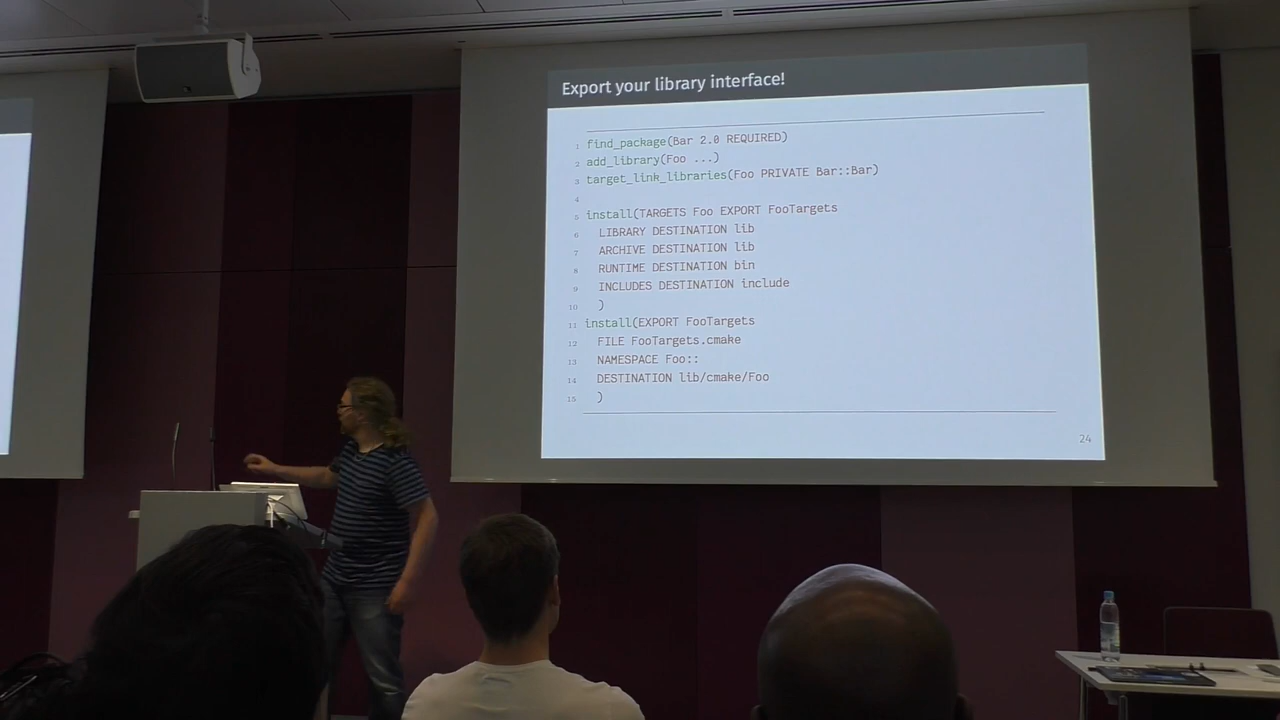 Export your library interface!
1 find_package(Bar 2.0 REQUIRED)
2 add_library(Foo ...)
3 target_link_libraries(Foo PRIVATE Bar::Bar)
4
5 install(TARGETS Foo EXPORT FooTargets
6 LIBRARY DESTINATION lib
7 ARCHIVE DESTINATION lib
8 RUNTIME DESTINATION bin
9 INCLUDES DESTINATION include
10 )
11 install(EXPORT FooTargets
12 FILE FooTargets.cmake
13 NAMESPACE Foo::
14 DESTINATION lib/cmake/Foo
15 )
24